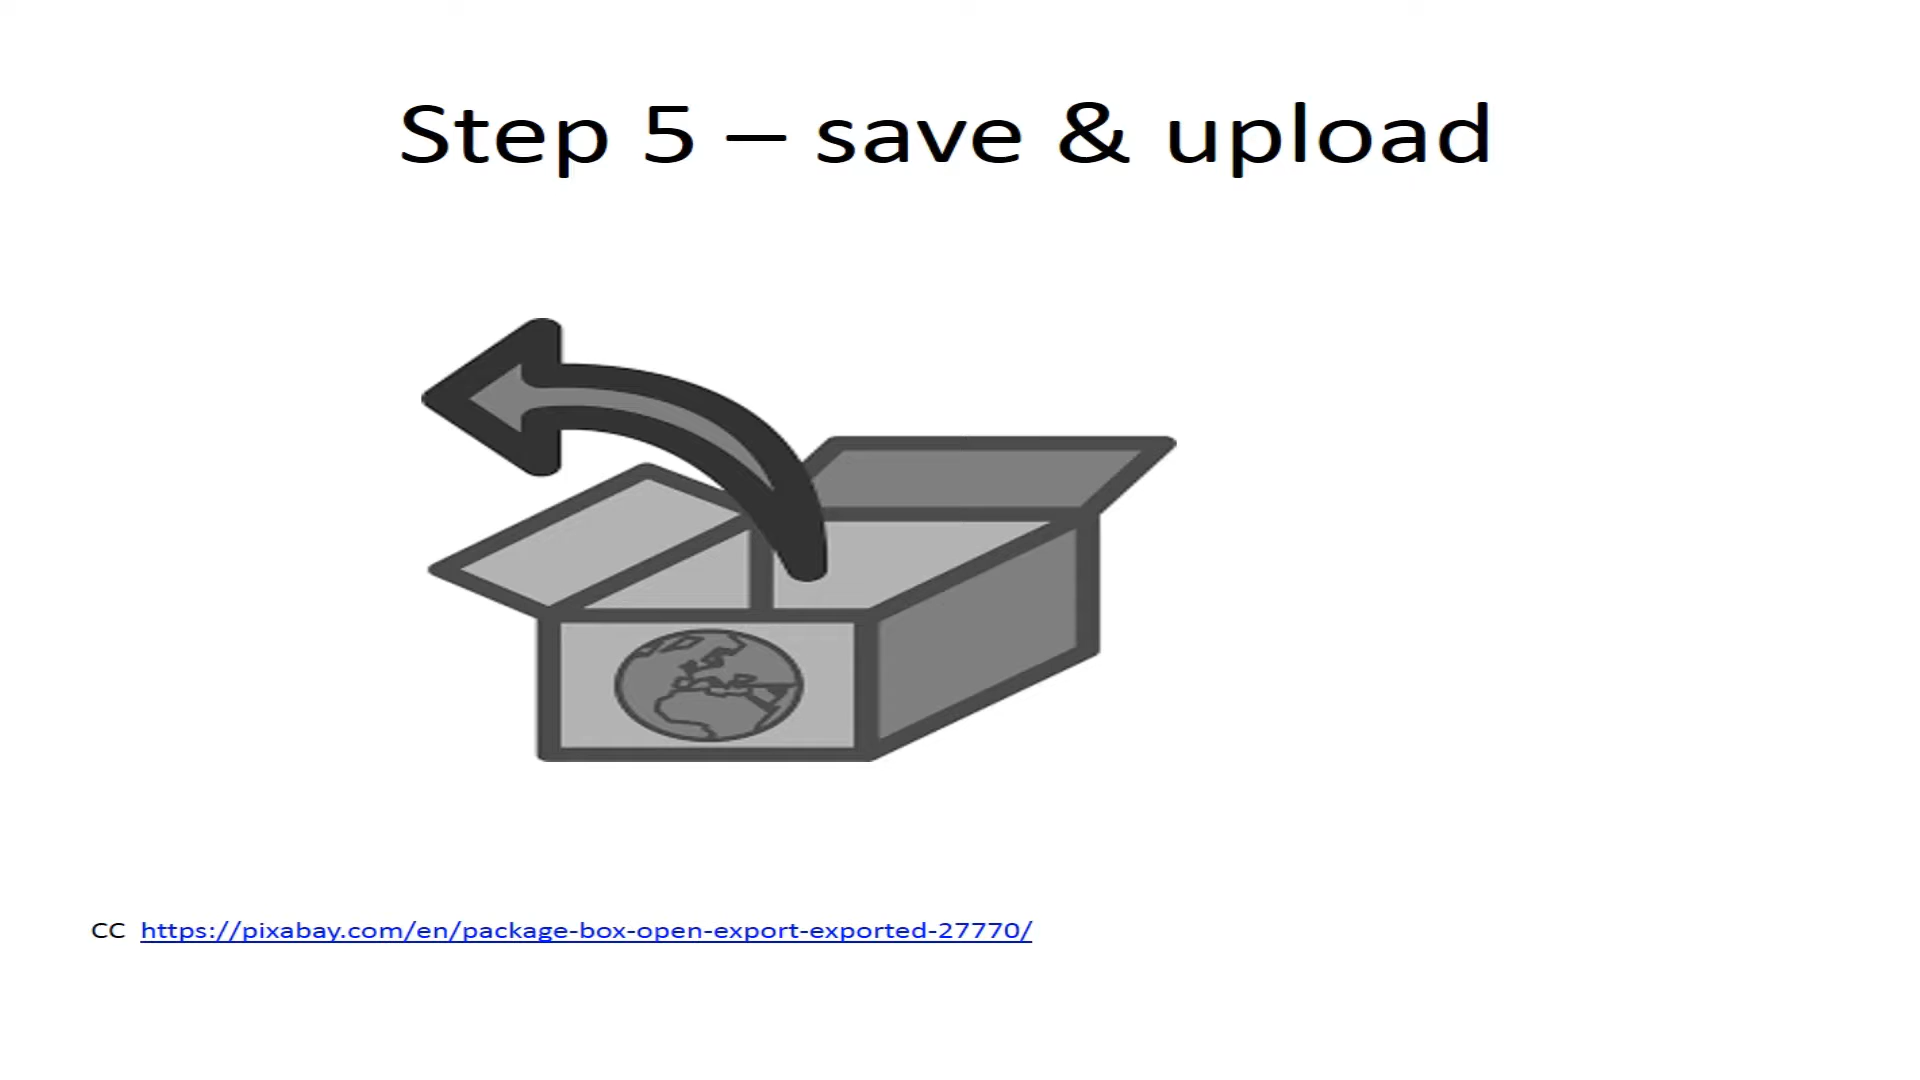 Step 5 – save & upload
CC https://pixabay.com/en/package-box-open-export-exported-27770/